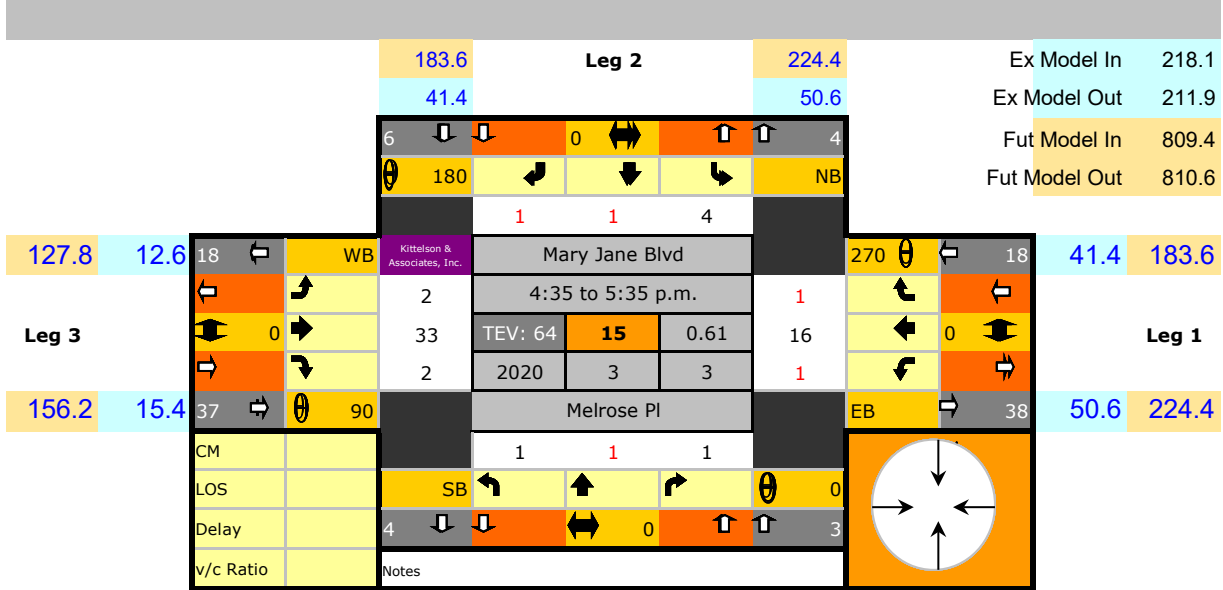 183.6 Leg 2 224.4 Ex Model In 218.1
41.4 50.6 Ex Model Out 211.9
6 0 4 Fut Model In 809.4
180 NB Fut Model Out 810.6
1 1 4
127.8 12.6 18 WB Kittelson & Associates, Inc. Mary Jane Blvd 270 18 41.4 183.6
2 4:35 to 5:35 p.m. 1
Leg 3 0 33 TEV: 64 15 0.61 16 0 Leg 1
2 2020 3 3 1
156.2 15.4 37 90 Melrose Pl EB 38 50.6 224.4
CM 1 1 1
LOS SB 0
Delay 4 0 3
v/c Ratio Notes